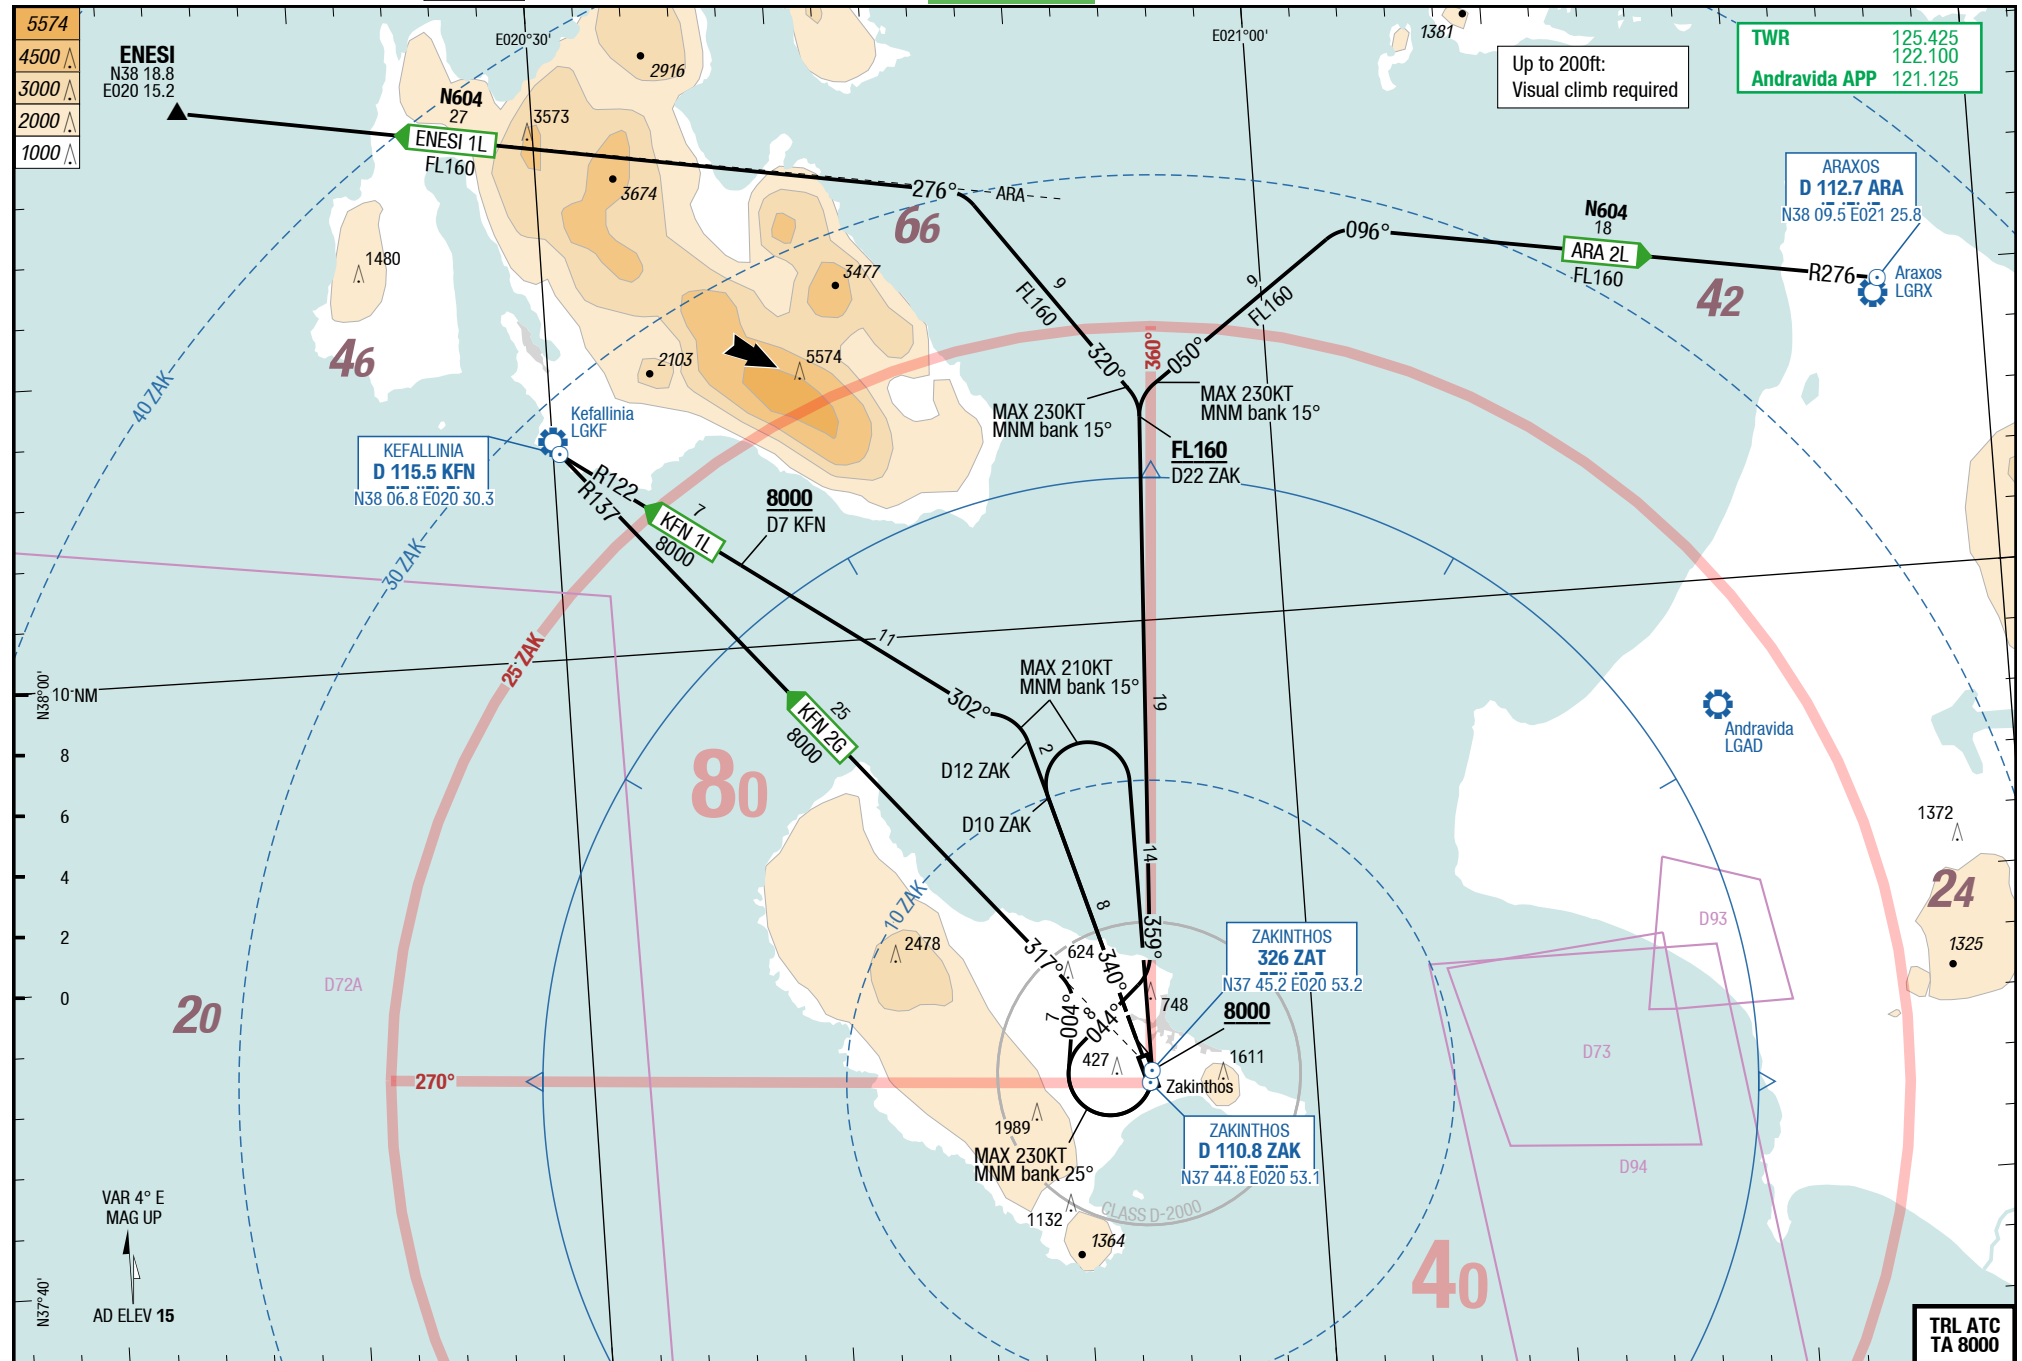 5574
4500
3000
2000
1000
ENESI
N38 18.8
E020 15.2
N604
27
ENESI 1L
FL160
E020°30'
2916
3573
3674
1480
3477
2103
5574
66
46
276°
ARA
E021°00'
1381
Up to 200ft:
Visual climb required
TWR 125.425
122.100
Andravida APP 121.125
ARAXOS
D 112.7 ARA
N38 09.5 E021 25.8
N604
18
ARA 2L
FL160
096°
R276
Araxos
LGRX
42
9
FL160
320°
9
FL160
050°
360°
MAX 230KT
MNM bank 15°
MAX 230KT
MNM bank 15°
FL160
D22 ZAK
40 ZAK
Kefallinia
LGKF
KEFALLINIA
D 115.5 KFN
N38 06.8 E020 30.3
R122
R137
7
KFN 1L
8000
8000
D7 KFN
30 ZAK
25 ZAK
11
302°
MAX 210KT
MNM bank 15°
19
N38°00'
10 NM
8
6
4
2
0
25
KFN 2G
8000
80
2
D12 ZAK
D10 ZAK
14
8
10 ZAK
Andravida
LGAD
1372
24
1325
D93
D73
D94
D72A
20
2478
317°
624
340°
359°
748
7
004°
8
044°
427
1611
ZAKINTHOS
326 ZAT
N37 45.2 E020 53.2
8000
Zakinthos
270°
1989
MAX 230KT
MNM bank 25°
ZAKINTHOS
D 110.8 ZAK
N37 44.8 E020 53.1
1132
1364
CLASS D-2000
40
VAR 4° E
MAG UP
AD ELEV 15
N37°40'
TRL ATC
TA 8000